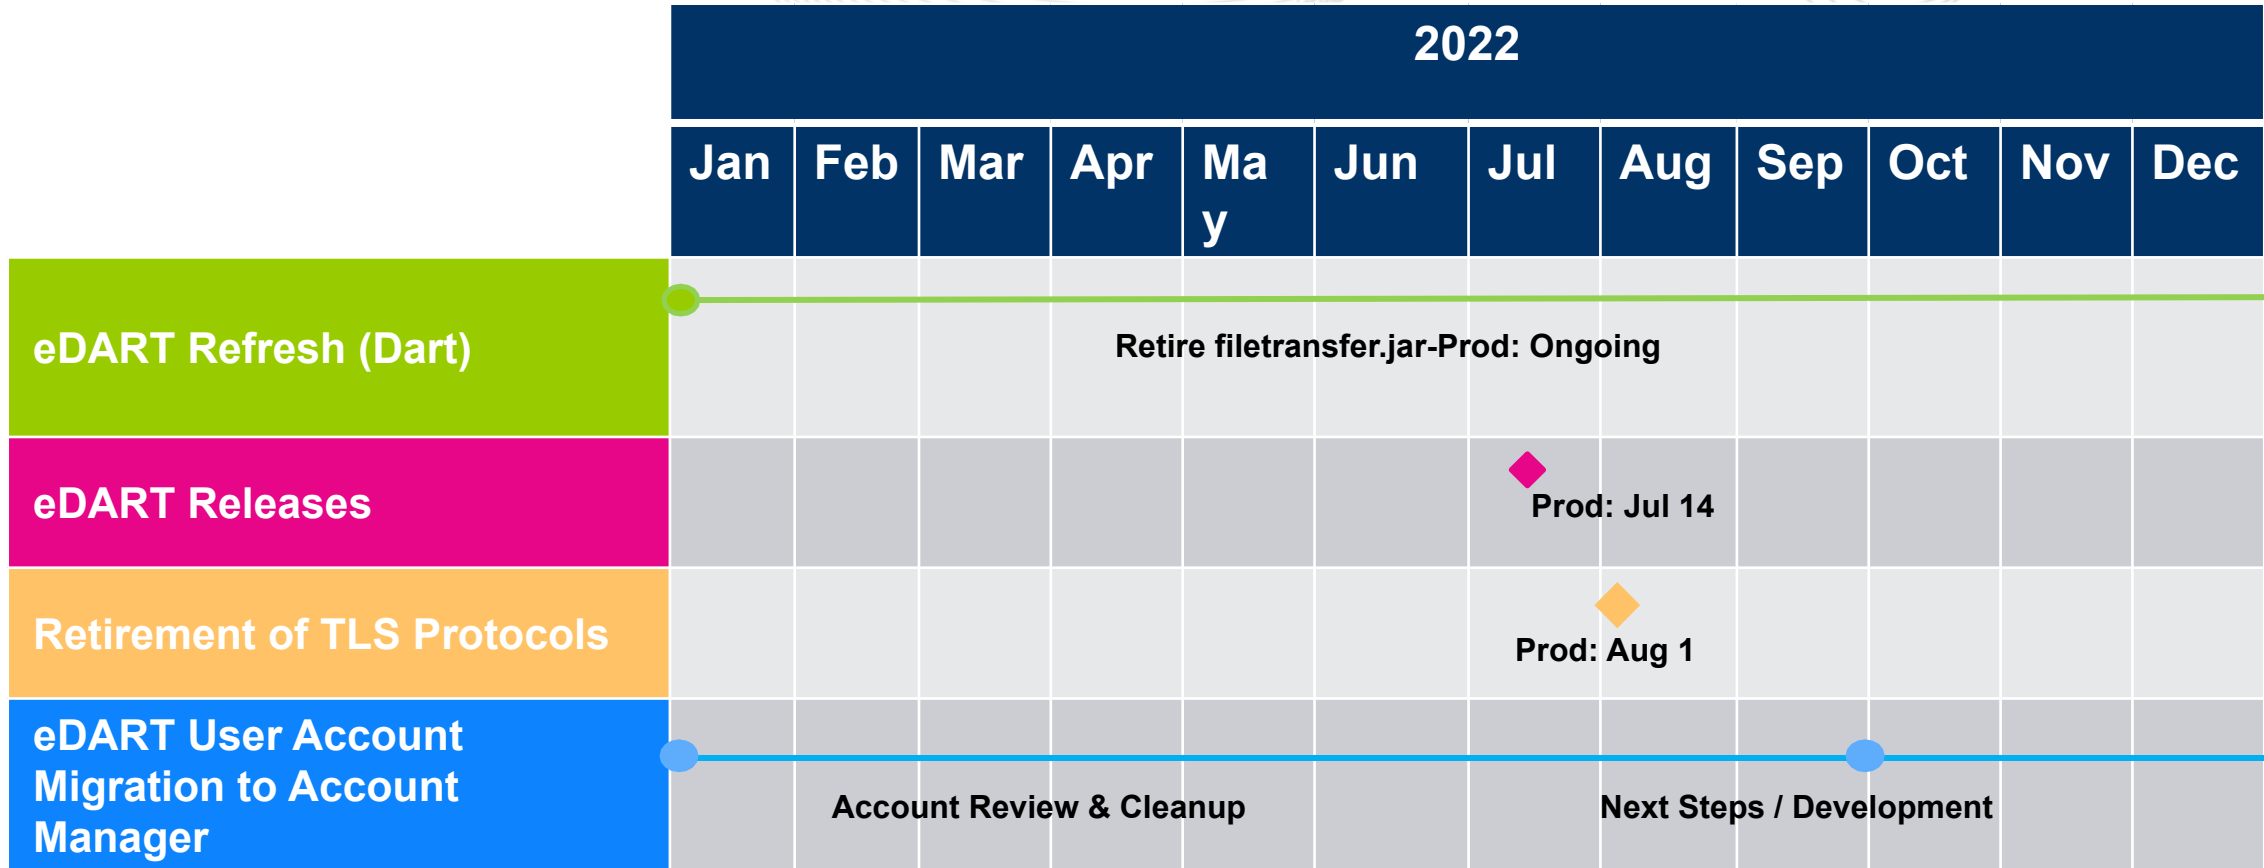 2022
Jan Feb Mar Apr Ma Jun Jul Aug Sep Oct Nov Dec
y
eDART Refresh (Dart)
Retire filetransfer.jar-Prod: Ongoing
eDART Releases
Prod: Jul 14
Retirement of TLS Protocols
Prod: Aug 1
eDART User Account
Migration to Account
Manager
Account Review & Cleanup
Next Steps / Development